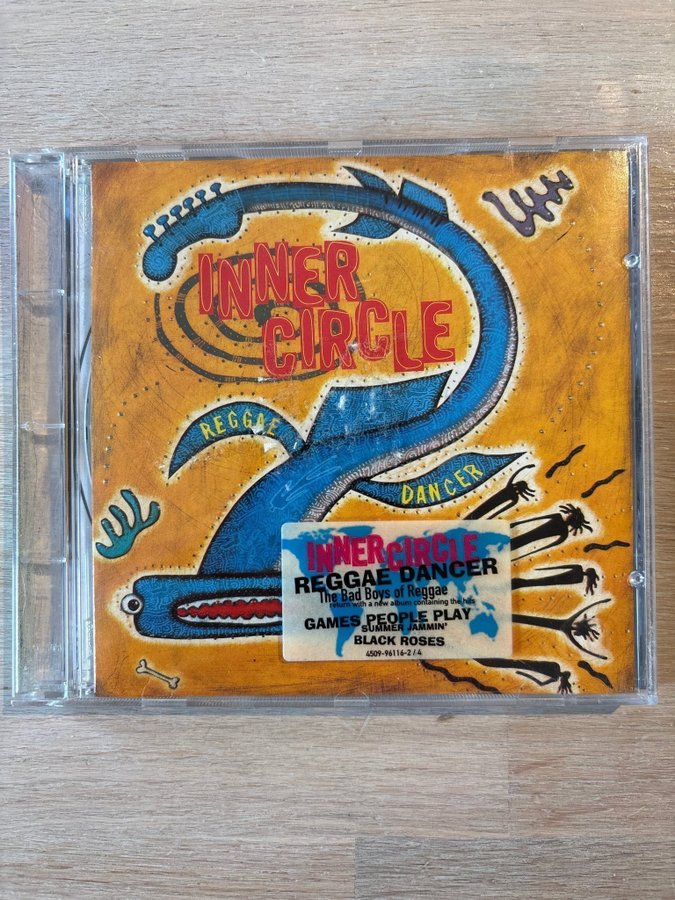 INNER
CIRCLE
REGGAE
DANCER
INNER CIRCLE
REGGAE DANCER
The Bad Boys of Reggae
return with a new album containing the hits
GAMES PEOPLE PLAY
SUMMER JAMMIN'
BLACK ROSES
4509-96116-2 / 4